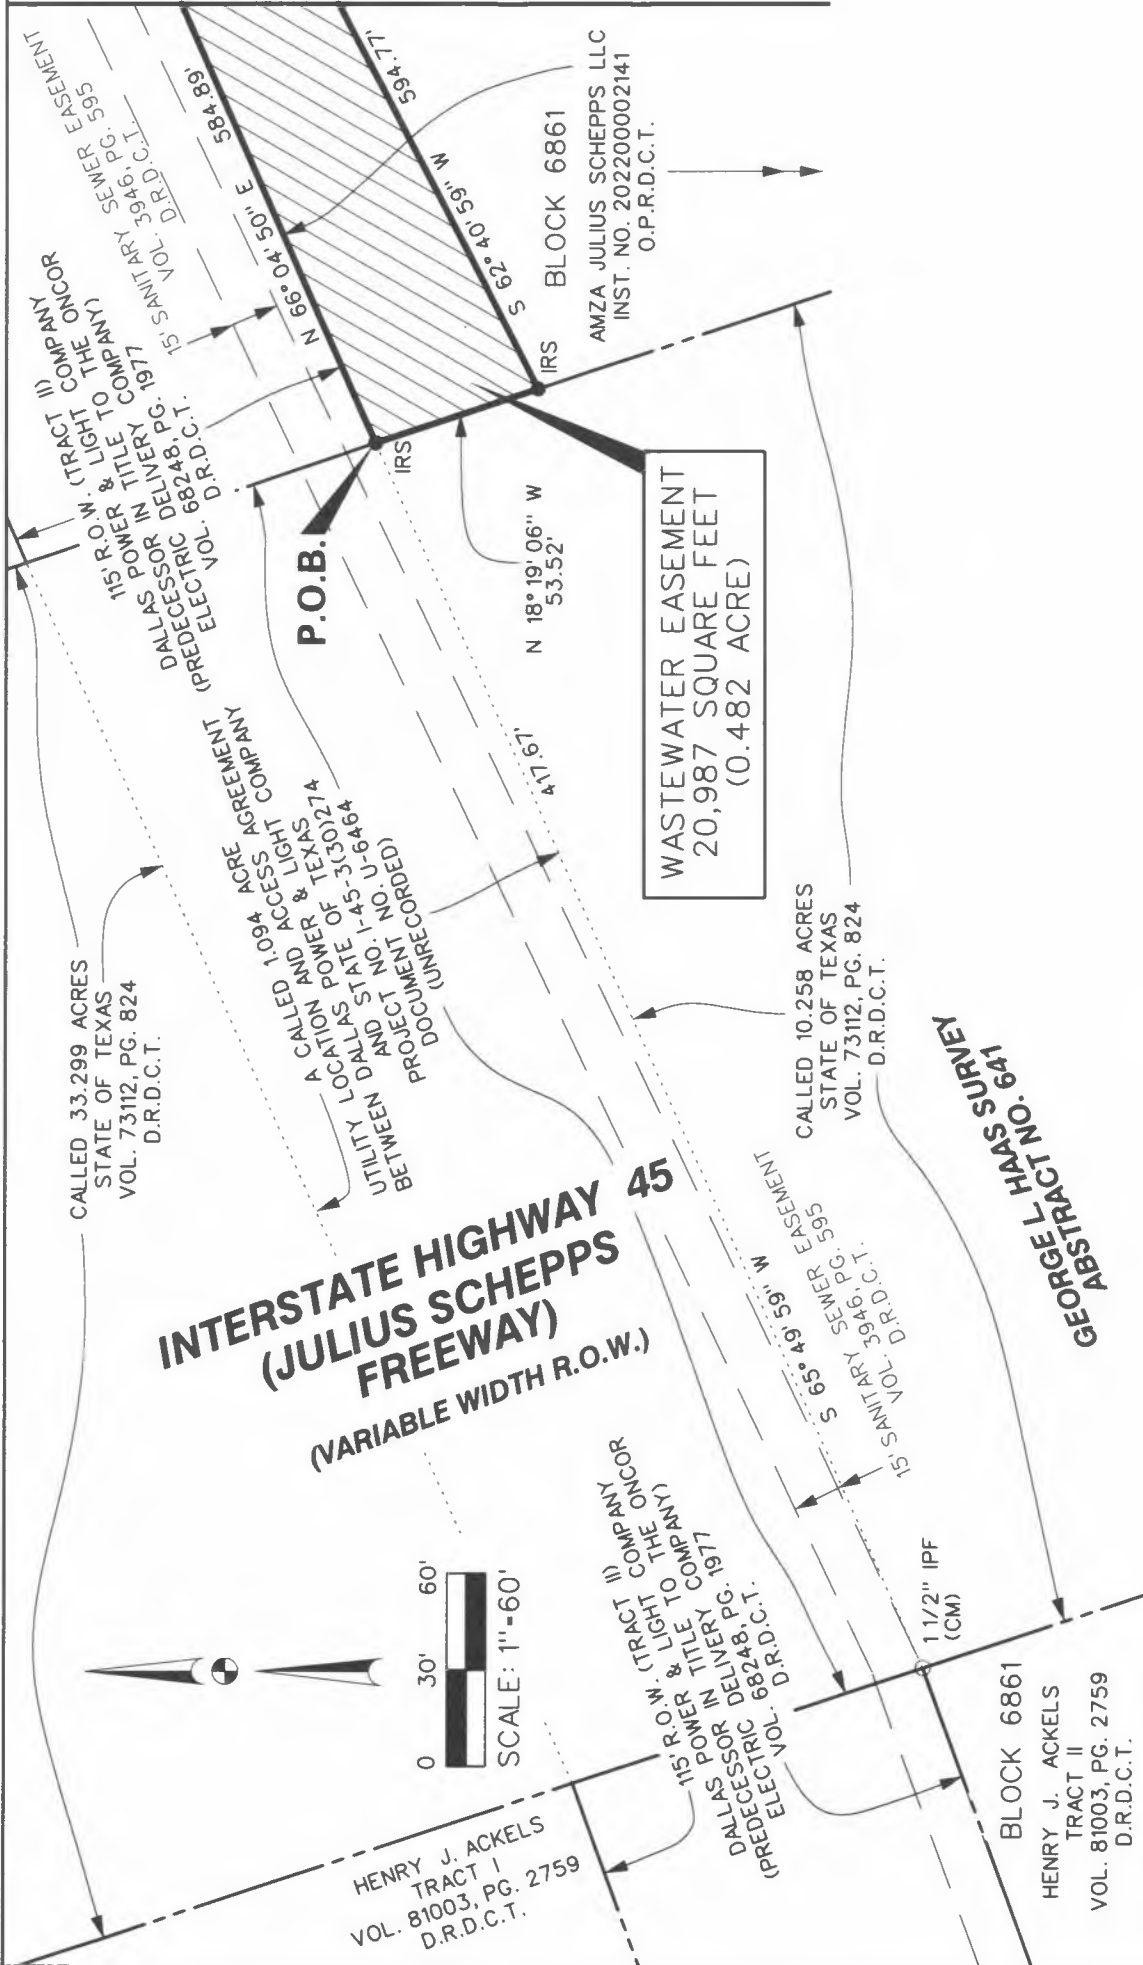 CALLED 33.299 ACRES
STATE OF TEXAS
VOL. 73112, PG. 824
D.R.D.C.T.
115' R.O.W. (TRACT II)
DALLAS POWER & LIGHT COMPANY
(PREDECESSOR IN TITLE TO THE ONCOR
ELECTRIC DELIVERY COMPANY)
VOL. 68248, PG. 1977
D.R.D.C.T.
15' SANITARY SEWER EASEMENT
VOL. 3946, PG. 595
D.R.D.C.T.
584.89'
N 66° 04' 50" E
594.77'
S 62° 40' 59" W
AMZA JULIUS SCHEPPS LLC
INST. NO. 202200002141
O.P.R.D.C.T.
BLOCK 6861
IRS
IRS
P.O.B.
N 18° 19' 06" W
53.52'
WASTEWATER EASEMENT
20,987 SQUARE FEET
(0.482 ACRE)
A CALLED 1.094 ACRE
UTILITY LOCATION AND ACCESS AGREEMENT
BETWEEN DALLAS POWER & LIGHT COMPANY
AND STATE OF TEXAS
PROJECT NO. I-45-3(30)274
DOCUMENT NO. U-6464
(UNRECORDED)
417.67'
INTERSTATE HIGHWAY 45
(JULIUS SCHEPPS
FREEWAY)
(VARIABLE WIDTH R.O.W.)
CALLED 10.258 ACRES
STATE OF TEXAS
VOL. 73112, PG. 824
D.R.D.C.T.
GEORGE L. HAAS SURVEY
ABSTRACT NO. 641
S 65° 49' 59" W
15' SANITARY SEWER EASEMENT
VOL. 3946, PG. 595
D.R.D.C.T.
0 30' 60'
SCALE: 1"=60'
115' R.O.W. (TRACT II)
DALLAS POWER & LIGHT COMPANY
(PREDECESSOR IN TITLE TO THE ONCOR
ELECTRIC DELIVERY COMPANY)
VOL. 68248, PG. 1977
D.R.D.C.T.
1 1/2" IPF
(CM)
HENRY J. ACKELS
TRACT I
VOL. 81003, PG. 2759
D.R.D.C.T.
BLOCK 6861
HENRY J. ACKELS
TRACT II
VOL. 81003, PG. 2759
D.R.D.C.T.